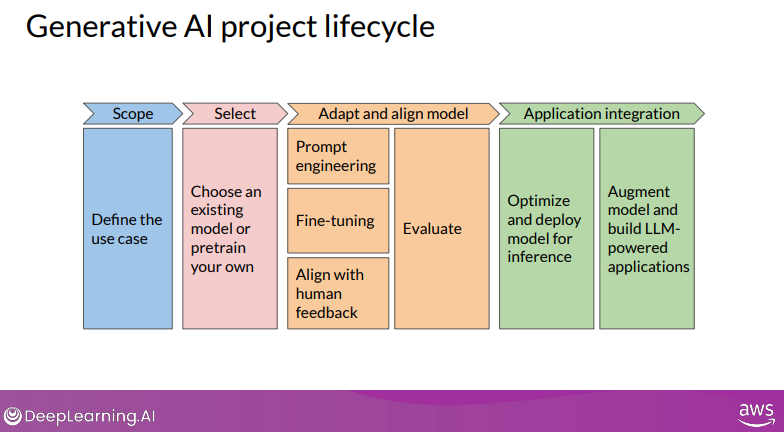 Generative AI project lifecycle
Scope
Select
Adapt and align model
Application integration
Define the
use case
Choose an
existing
model or
pretrain
your own
Prompt
engineering
Fine-tuning
Align with
human
feedback
Evaluate
Optimize
and deploy
model for
inference
Augment
model and
build LLM-
powered
applications
DeepLearning.AI
aws